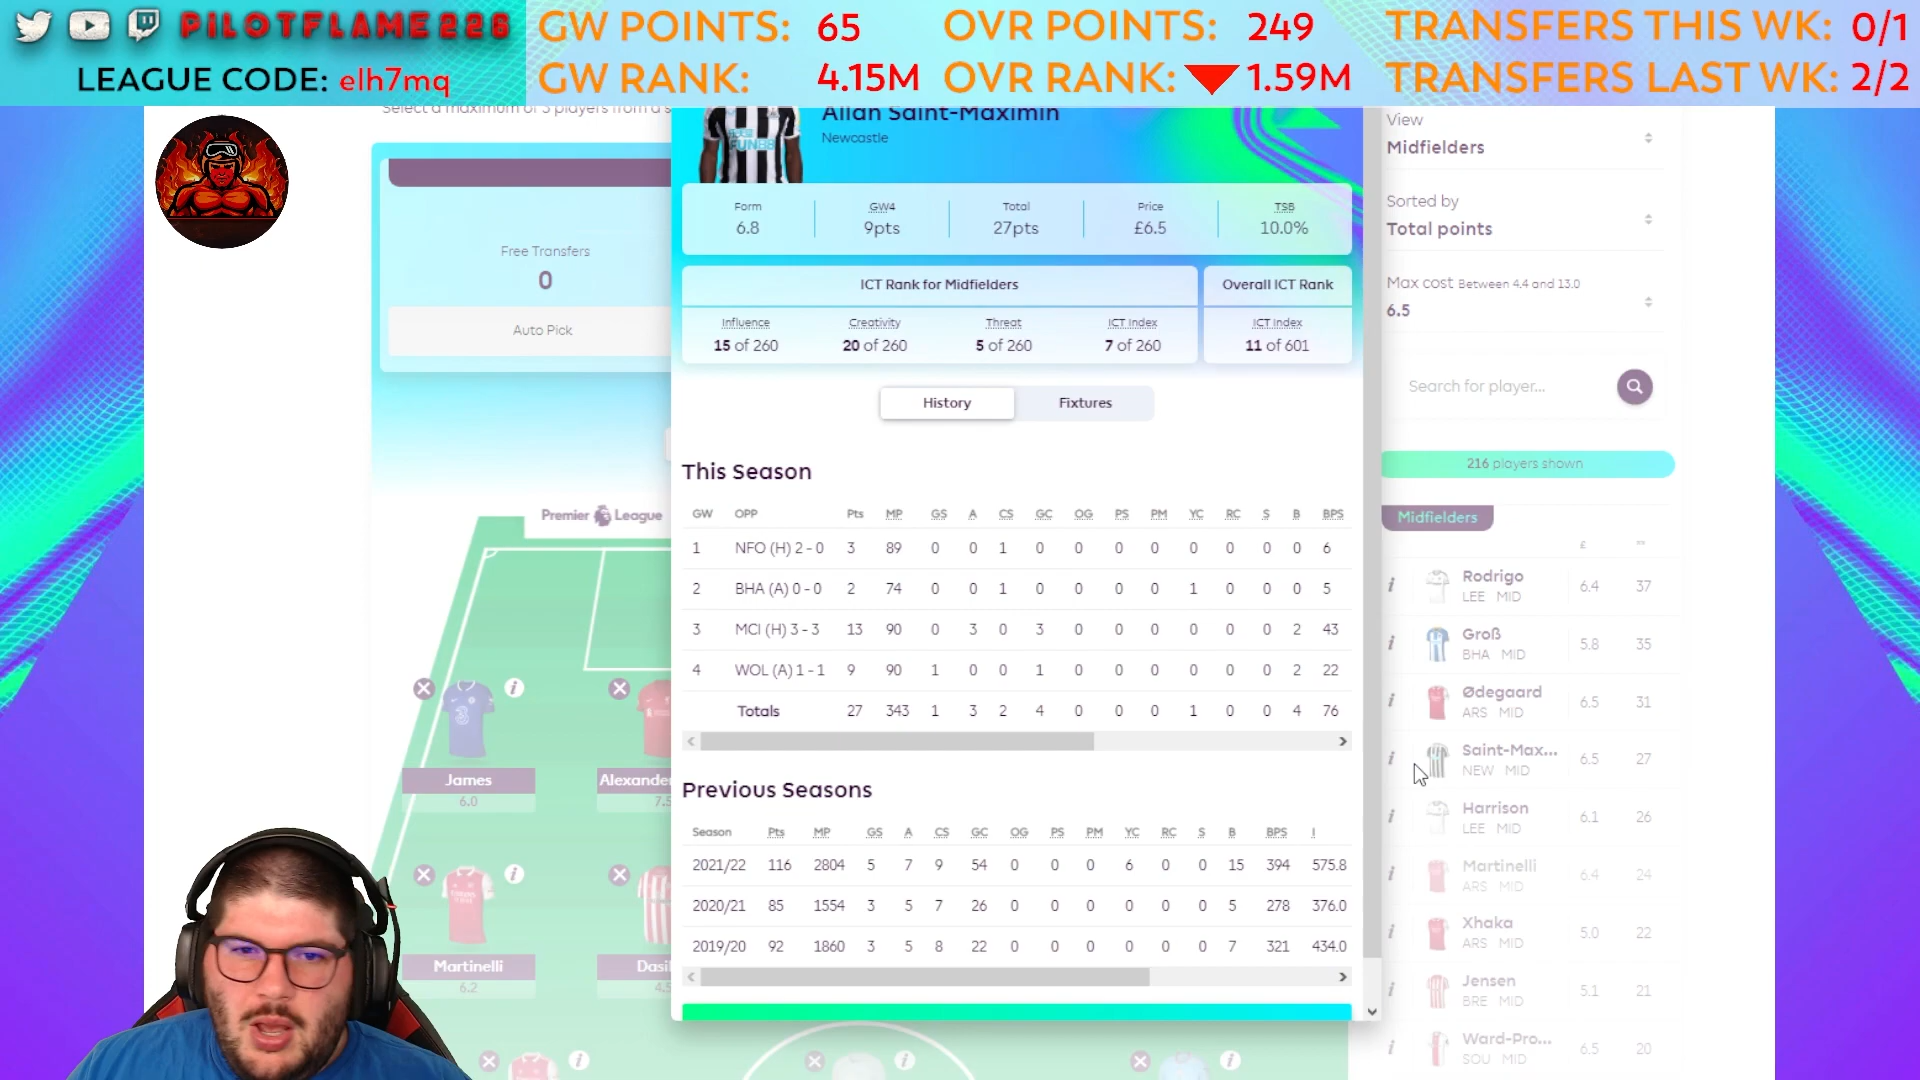 PILOTFLAME226
LEAGUE CODE: elh7mq
GW POINTS: 65
OVR POINTS: 249
TRANSFERS THIS WK: 0/1
GW RANK: 4.15M
OVR RANK: 1.59M
TRANSFERS LAST WK: 2/2
Select a maximum of 3 players from a s
Free Transfers
0
Auto Pick
Premier League
James
6.0
Alexande
7.5
Martinelli
6.2
Dasil
4.5
Allan Saint-Maximin
Newcastle
FUN88
Form GW4 Total Price TSB
6.8 9pts 27pts £6.5 10.0%
ICT Rank for Midfielders Overall ICT Rank
Influence Creativity Threat ICT Index ICT Index
15 of 260 20 of 260 5 of 260 7 of 260 11 of 601
History Fixtures
This Season
GW OPP Pts MP GS A CS GC OG PS PM YC RC S B BPS
1 NFO (H) 2 - 0 3 89 0 0 1 0 0 0 0 0 0 0 0 6
2 BHA (A) 0 - 0 2 74 0 0 1 0 0 0 0 1 0 0 0 5
3 MCI (H) 3 - 3 13 90 0 3 0 3 0 0 0 0 0 0 2 43
4 WOL (A) 1 - 1 9 90 1 0 0 1 0 0 0 0 0 0 2 22
Totals 27 343 1 3 2 4 0 0 0 1 0 0 4 76
Previous Seasons
Season Pts MP GS A CS GC OG PS PM YC RC S B BPS I
2021/22 116 2804 5 7 9 54 0 0 0 6 0 0 15 394 575.8
2020/21 85 1554 3 5 7 26 0 0 0 0 0 0 5 278 376.0
2019/20 92 1860 3 5 8 22 0 0 0 0 0 0 7 321 434.0
View
Midfielders
Sorted by
Total points
Max cost Between 4.4 and 13.0
6.5
Search for player...
216 players shown
Midfielders
£ **
Rodrigo 6.4 37
LEE MID
Groß 5.8 35
BHA MID
Ødegaard 6.5 31
ARS MID
Saint-Max... 6.5 27
NEW MID
Harrison 6.1 26
LEE MID
Martinelli 6.4 24
ARS MID
Xhaka 5.0 22
ARS MID
Jensen 5.1 21
BRE MID
Ward-Pro... 6.5 20
SOU MID